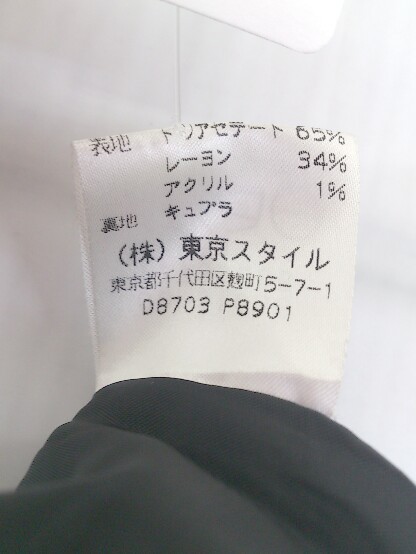 表地 トリアセテート 65%
レーヨン 34%
アクリル 1%
裏地 キュプラ
(株) 東京スタイル
東京都千代田区麹町5-7-1
D8703 P8901